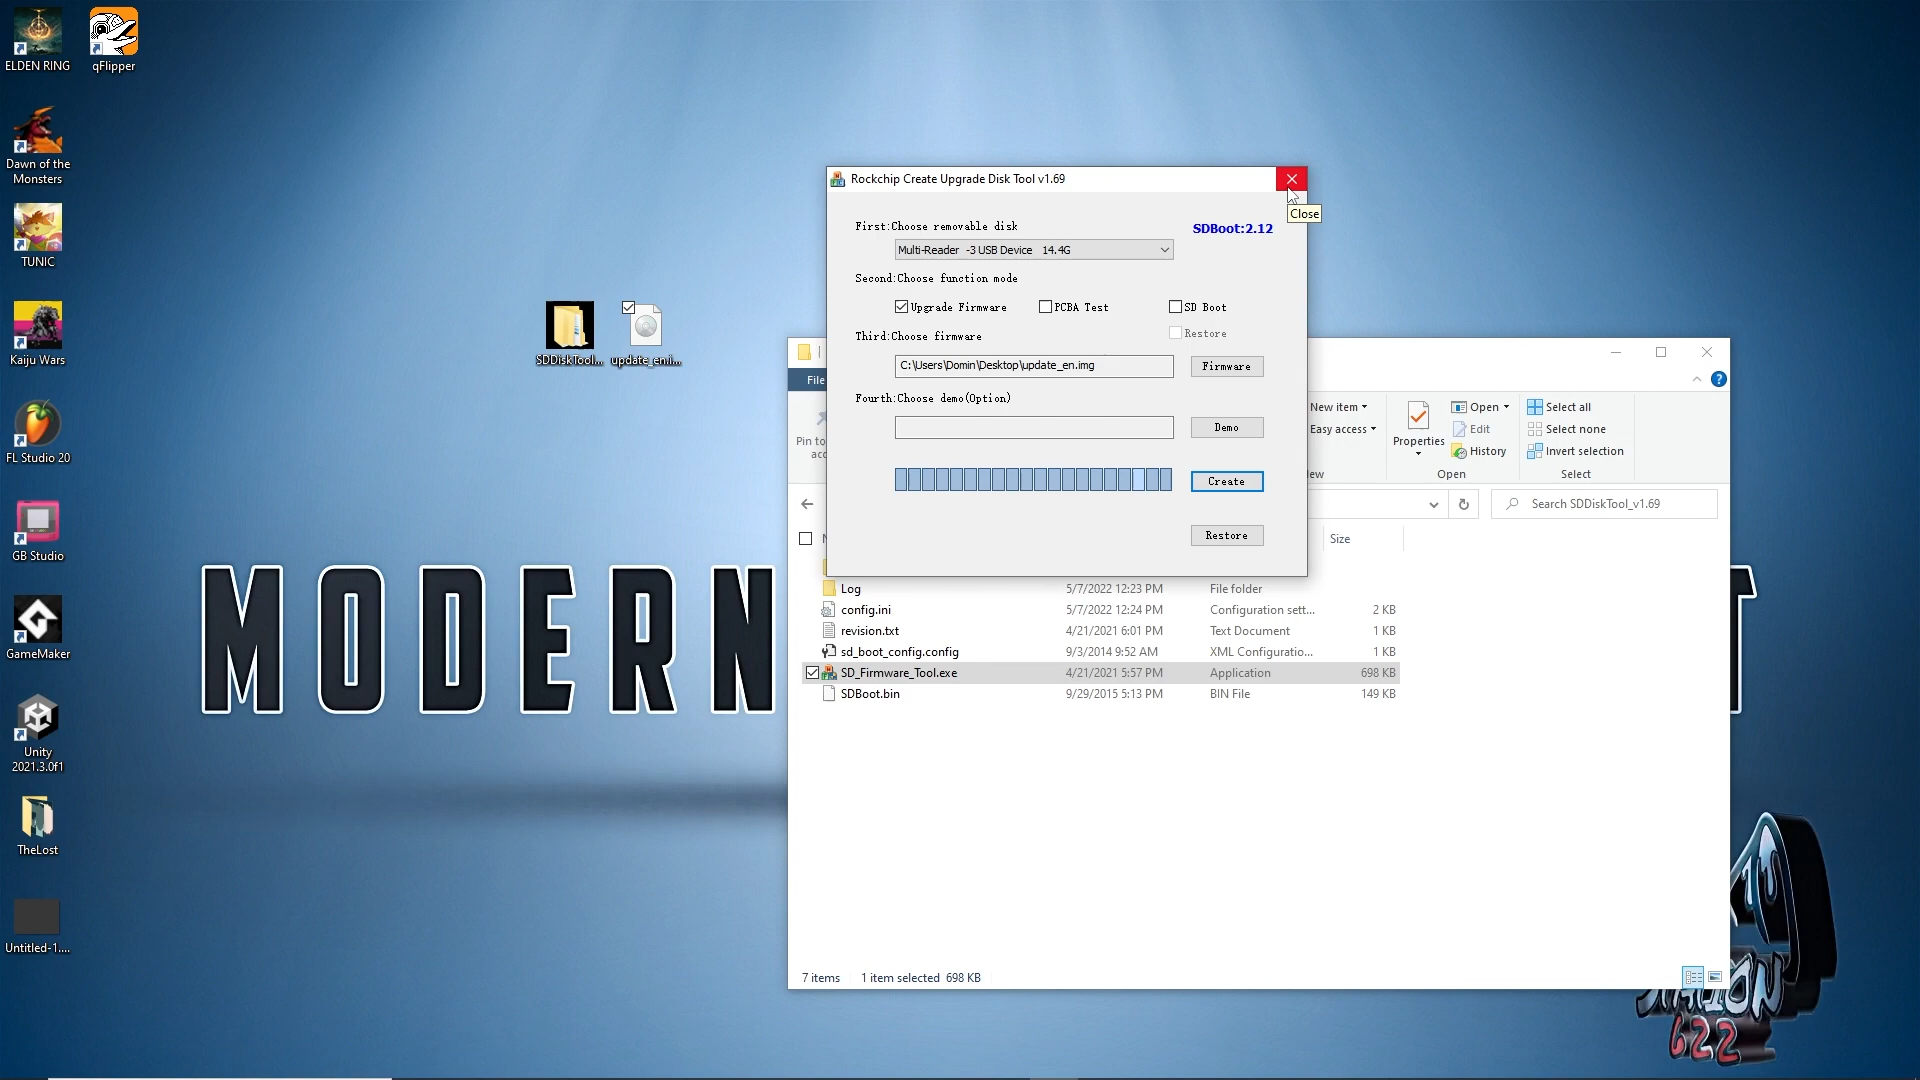 ELDEN RING
qFlipper
Dawn of the
Monsters
TUNIC
Kaiju Wars
FL Studio 20
GB Studio
GameMaker
Unity
2021.3.0f1
TheLost
Untitled-1....
SDDiskTool...
update_en.i...
MODERN
T
Rockchip Create Upgrade Disk Tool v1.69
Close
First:Choose removable disk
SDBoot:2.12
Multi-Reader -3 USB Device 14.4G
Second:Choose function mode
Upgrade Firmware
PCBA Test
SD Boot
Restore
Third:Choose firmware
C:\Users\Domin\Desktop\update_en.img
Firmware
Fourth:Choose demo(Option)
Demo
Create
Restore
File
Pin to
New item
Easy access
Properties
Open
Edit
History
Open
Select all
Select none
Invert selection
Select
Search SDDiskTool_v1.69
Size
Log 5/7/2022 12:23 PM File folder
config.ini 5/7/2022 12:24 PM Configuration sett... 2 KB
revision.txt 4/21/2021 6:01 PM Text Document 1 KB
sd_boot_config.config 9/3/2014 9:52 AM XML Configuratio... 1 KB
SD_Firmware_Tool.exe 4/21/2021 5:57 PM Application 698 KB
SDBoot.bin 9/29/2015 5:13 PM BIN File 149 KB
7 items 1 item selected 698 KB
622